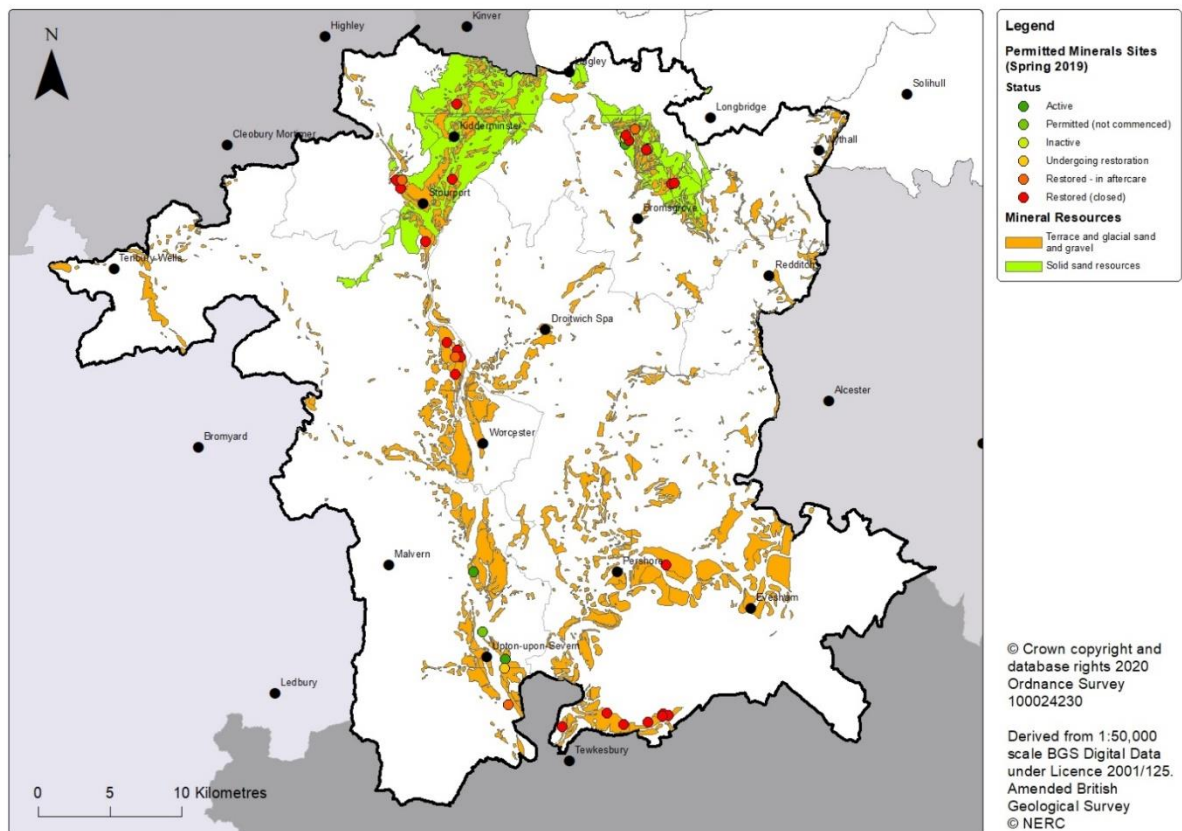 Highley
Kinver
N
Hagley
Solihull
Longbridge
Cleobury Mortimer
Kidderminster
Wythall
Stourport
Bromsgrove
Tenbury Wells
Redditch
Droitwich Spa
Alcester
Bromyard
Worcester
Malvern
Pershore
Evesham
Upton-upon-Severn
Ledbury
Tewkesbury
0 5 10 Kilometres
Legend
Permitted Minerals Sites
(Spring 2019)
Status
Active
Permitted (not commenced)
Inactive
Undergoing restoration
Restored - in aftercare
Restored (closed)
Mineral Resources
Terrace and glacial sand
and gravel
Solid sand resources
© Crown copyright and
database rights 2020
Ordnance Survey
100024230
Derived from 1:50,000
scale BGS Digital Data
under Licence 2001/125.
Amended British
Geological Survey
© NERC